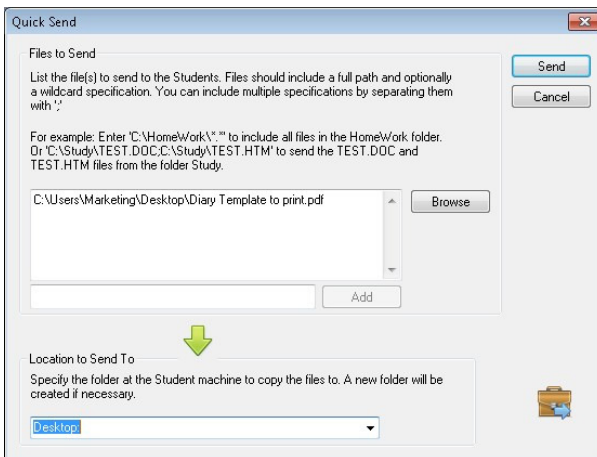 Quick Send
Files to Send
List the file(s) to send to the Students. Files should include a full path and optionally
a wildcard specification. You can include multiple specifications by separating them
with ';'
For example: Enter 'C:\HomeWork\*.*' to include all files in the HomeWork folder.
Or 'C:\Study\TEST.DOC;C:\Study\TEST.HTM' to send the TEST.DOC and
TEST.HTM files from the folder Study.
C:\Users\Marketing\Desktop\Diary Template to print.pdf
Send
Cancel
Browse
Add
Location to Send To
Specify the folder at the Student machine to copy the files to. A new folder will be
created if necessary.
Desktop: